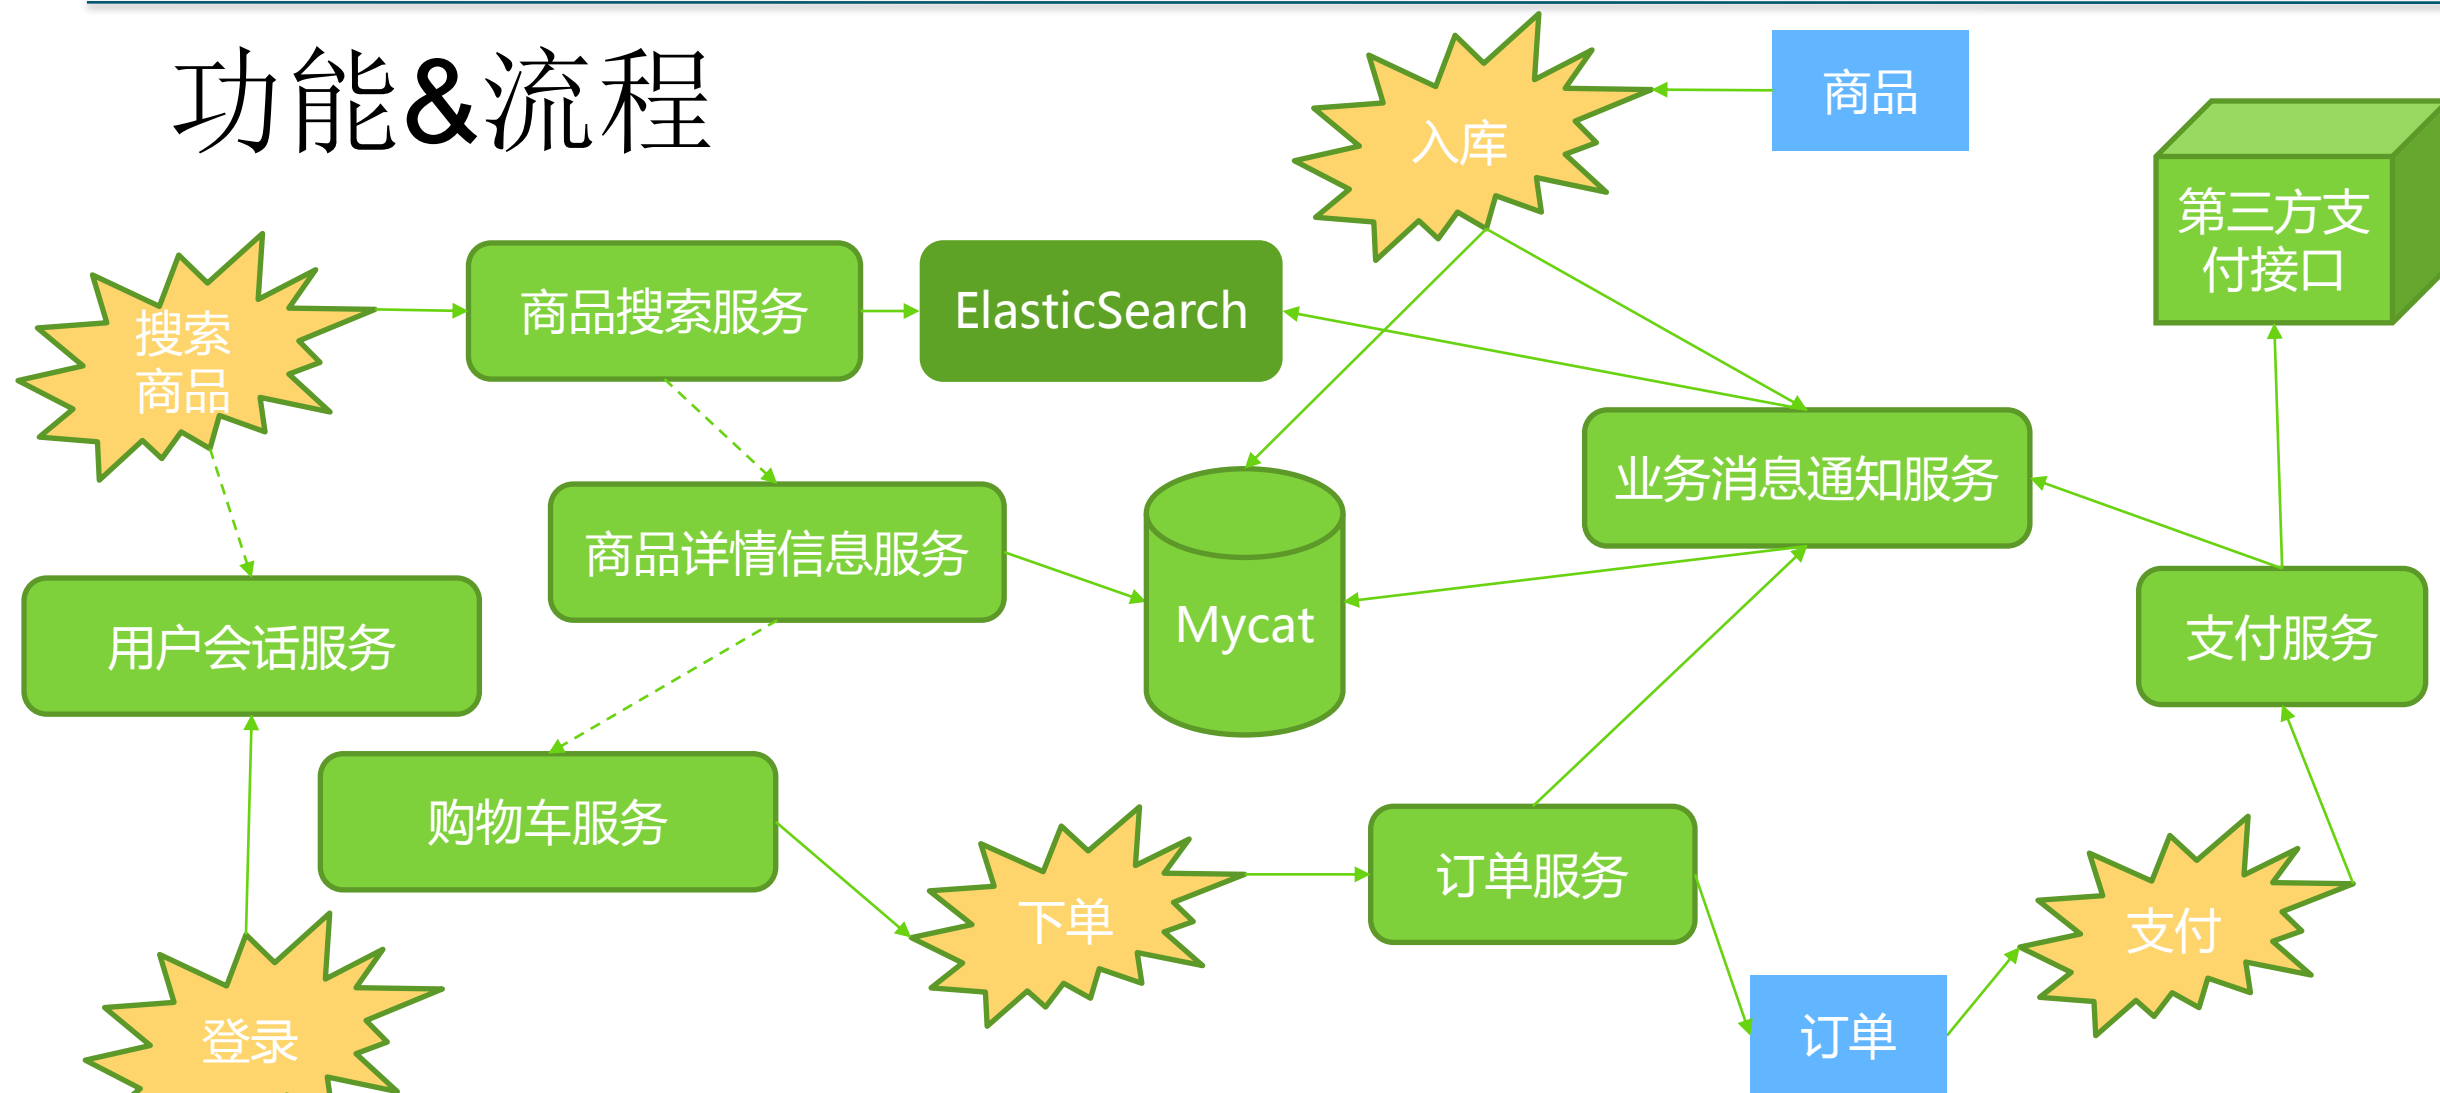 功能&流程
商品
入库
第三方支
付接口
搜索
商品
商品搜索服务
ElasticSearch
业务消息通知服务
商品详情信息服务
Mycat
用户会话服务
支付服务
购物车服务
下单
订单服务
支付
登录
订单